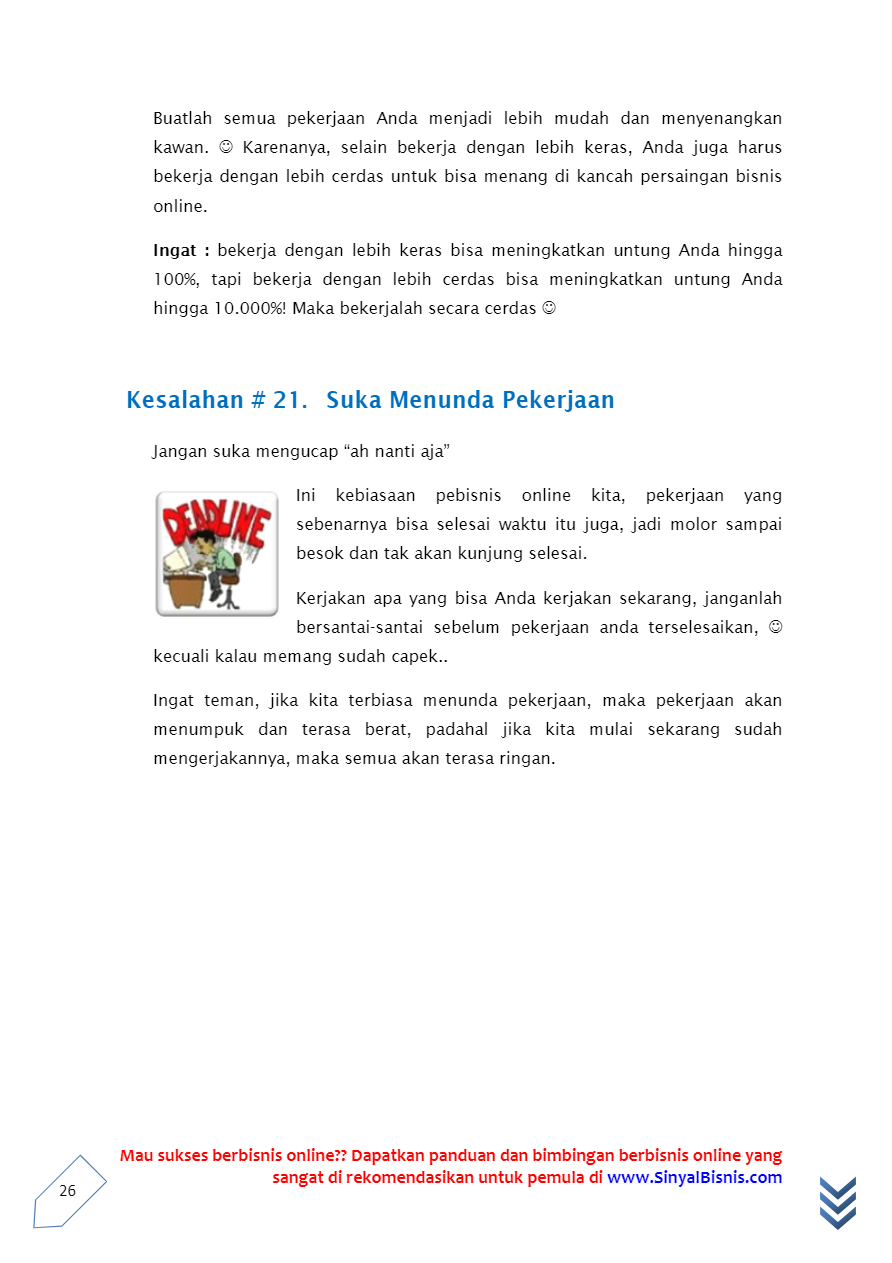 Buatlah semua pekerjaan Anda menjadi lebih mudah dan menyenangkan
kawan. ☺ Karenanya, selain bekerja dengan lebih keras, Anda juga harus
bekerja dengan lebih cerdas untuk bisa menang di kancah persaingan bisnis
online.
Ingat : bekerja dengan lebih keras bisa meningkatkan untung Anda hingga
100%, tapi bekerja dengan lebih cerdas bisa meningkatkan untung Anda
hingga 10.000%! Maka bekerjalah secara cerdas ☺
Kesalahan # 21. Suka Menunda Pekerjaan
Jangan suka mengucap “ah nanti aja”
DEADLINE
Ini kebiasaan pebisnis online kita, pekerjaan yang
sebenarnya bisa selesai waktu itu juga, jadi molor sampai
besok dan tak akan kunjung selesai.
Kerjakan apa yang bisa Anda kerjakan sekarang, janganlah
bersantai-santai sebelum pekerjaan anda terselesaikan, ☺
kecuali kalau memang sudah capek..
Ingat teman, jika kita terbiasa menunda pekerjaan, maka pekerjaan akan
menumpuk dan terasa berat, padahal jika kita mulai sekarang sudah
mengerjakannya, maka semua akan terasa ringan.
Mau sukses berbisnis online?? Dapatkan panduan dan bimbingan berbisnis online yang
sangat di rekomendasikan untuk pemula di www.SinyalBisnis.com
26